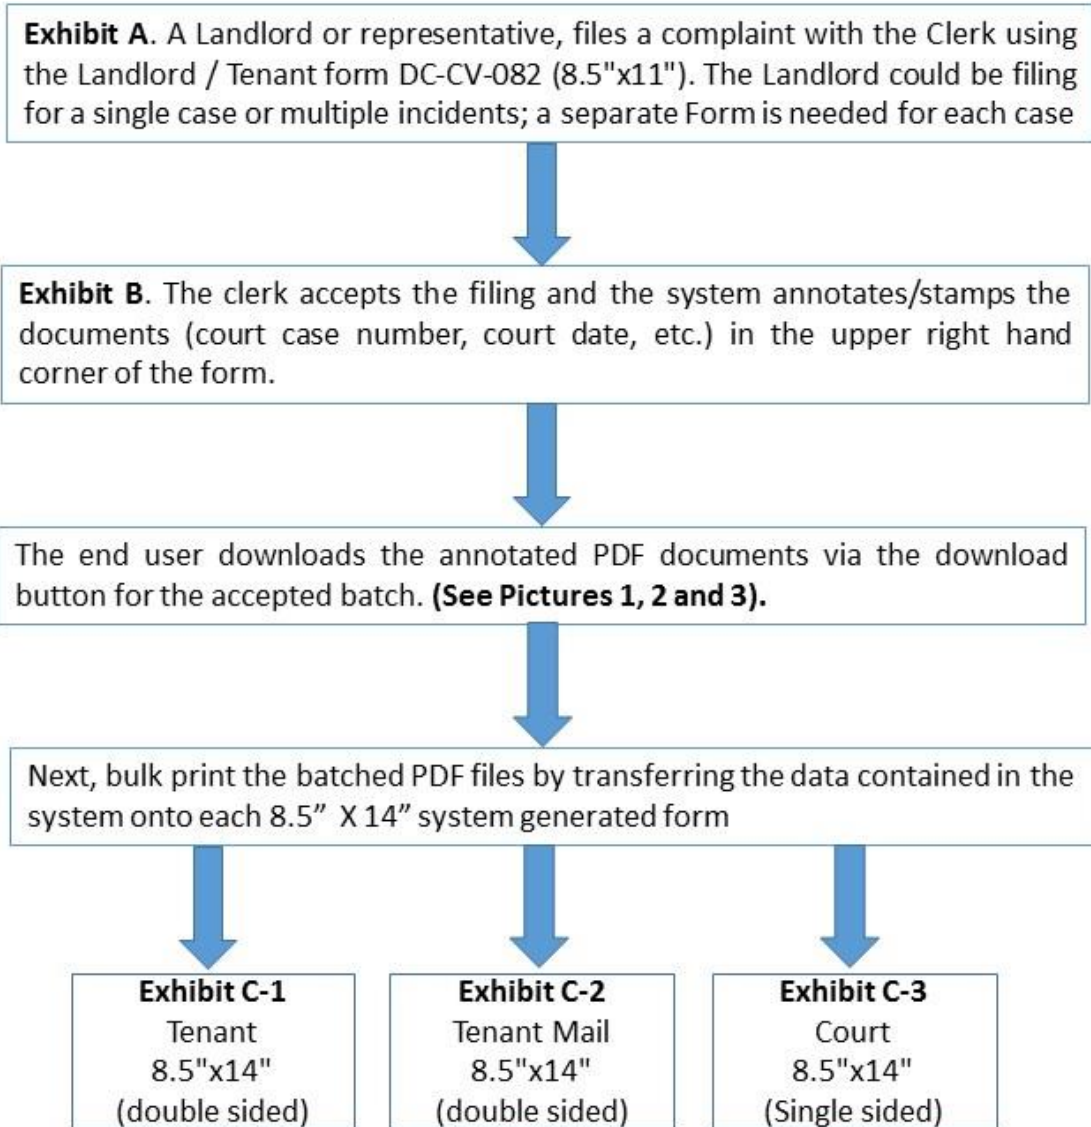 Exhibit A. A Landlord or representative, files a complaint with the Clerk using
the Landlord / Tenant form DC-CV-082 (8.5"x11"). The Landlord could be filing
for a single case or multiple incidents; a separate Form is needed for each case
Exhibit B. The clerk accepts the filing and the system annotates/stamps the
documents (court case number, court date, etc.) in the upper right hand
corner of the form.
The end user downloads the annotated PDF documents via the download
button for the accepted batch. (See Pictures 1, 2 and 3).
Next, bulk print the batched PDF files by transferring the data contained in the
system onto each 8.5” X 14” system generated form
Exhibit C-1
Tenant
8.5"x14"
(double sided)
Exhibit C-2
Tenant Mail
8.5"x14"
(double sided)
Exhibit C-3
Court
8.5"x14"
(Single sided)